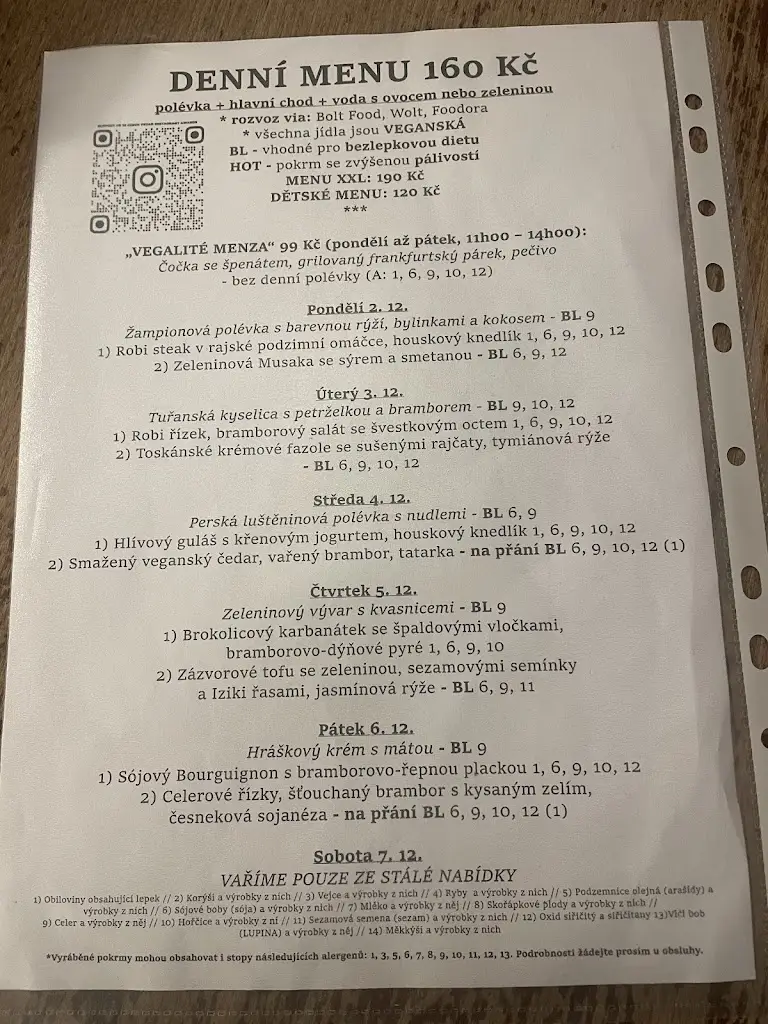 DENNÍ MENU 160 Kč
polévka + hlavní chod + voda s ovocem nebo zeleninou
* rozvoz via: Bolt Food, Wolt, Foodora
* všechna jídla jsou VEGANSKÁ
BL - vhodné pro bezlepkovou dietu
HOT - pokrm se zvýšenou pálivostí
MENU XXL: 190 Kč
DĚTSKÉ MENU: 120 Kč
***
„VEGALITÉ MENZA“ 99 Kč (pondělí až pátek, 11h00 – 14h00):
Čočka se špenátem, grilovaný frankfurtský párek, pečivo
- bez denní polévky (A: 1, 6, 9, 10, 12)
Pondělí 2. 12.
Žampionová polévka s barevnou rýží, bylinkami a kokosem - BL 9
1) Robi steak v rajské podzimní omáčce, houskový knedlík 1, 6, 9, 10, 12
2) Zeleninová Musaka se sýrem a smetanou - BL 6, 9, 12
Úterý 3. 12.
Tuřanská kyselica s petrželkou a bramborem - BL 9, 10, 12
1) Robi řízek, bramborový salát se švestkovým octem 1, 6, 9, 10, 12
2) Toskánské krémové fazole se sušenými rajčaty, tymiánová rýže
- BL 6, 9, 10, 12
Středa 4. 12.
Perská luštěninová polévka s nudlemi - BL 6, 9
1) Hlívový guláš s křenovým jogurtem, houskový knedlík 1, 6, 9, 10, 12
2) Smažený veganský čedar, vařený brambor, tatarka - na přání BL 6, 9, 10, 12 (1)
Čtvrtek 5. 12.
Zeleninový vývar s kvasnicemi - BL 9
1) Brokolicový karbanátek se špaldovými vločkami,
bramborovo-dýňové pyré 1, 6, 9, 10
2) Zázvorové tofu se zeleninou, sezamovými semínky
a Iziki řasami, jasmínová rýže - BL 6, 9, 11
Pátek 6. 12.
Hráškový krém s mátou - BL 9
1) Sójový Bourguignon s bramborovo-řepnou plackou 1, 6, 9, 10, 12
2) Celerové řízky, šťouchaný brambor s kysaným zelím,
česneková sojanéza - na přání BL 6, 9, 10, 12 (1)
Sobota 7. 12.
VAŘÍME POUZE ZE STÁLÉ NABÍDKY
1) Obiloviny obsahující lepek // 2) Korýši a výrobky z nich // 3) Vejce a výrobky z nich // 4) Ryby a výrobky z nich // 5) Podzemnice olejná (arašídy) a
výrobky z nich // 6) Sójové boby (sója) a výrobky z nich // 7) Mléko a výrobky z něj // 8) Skořápkové plody a výrobky z nich //
9) Celer a výrobky z něj // 10) Hořčice a výrobky z ní // 11) Sezamová semena (sezam) a výrobky z nich // 12) Oxid siřičitý a siřičitany 13)Vlčí bob
(LUPINA) a výrobky z něj // 14) Měkkýši a výrobky z nich
*Vyráběné pokrmy mohou obsahovat i stopy následujících alergenů: 1, 3, 5, 6, 7, 8, 9, 10, 11, 12, 13. Podrobnosti žádejte prosím u obsluhy.